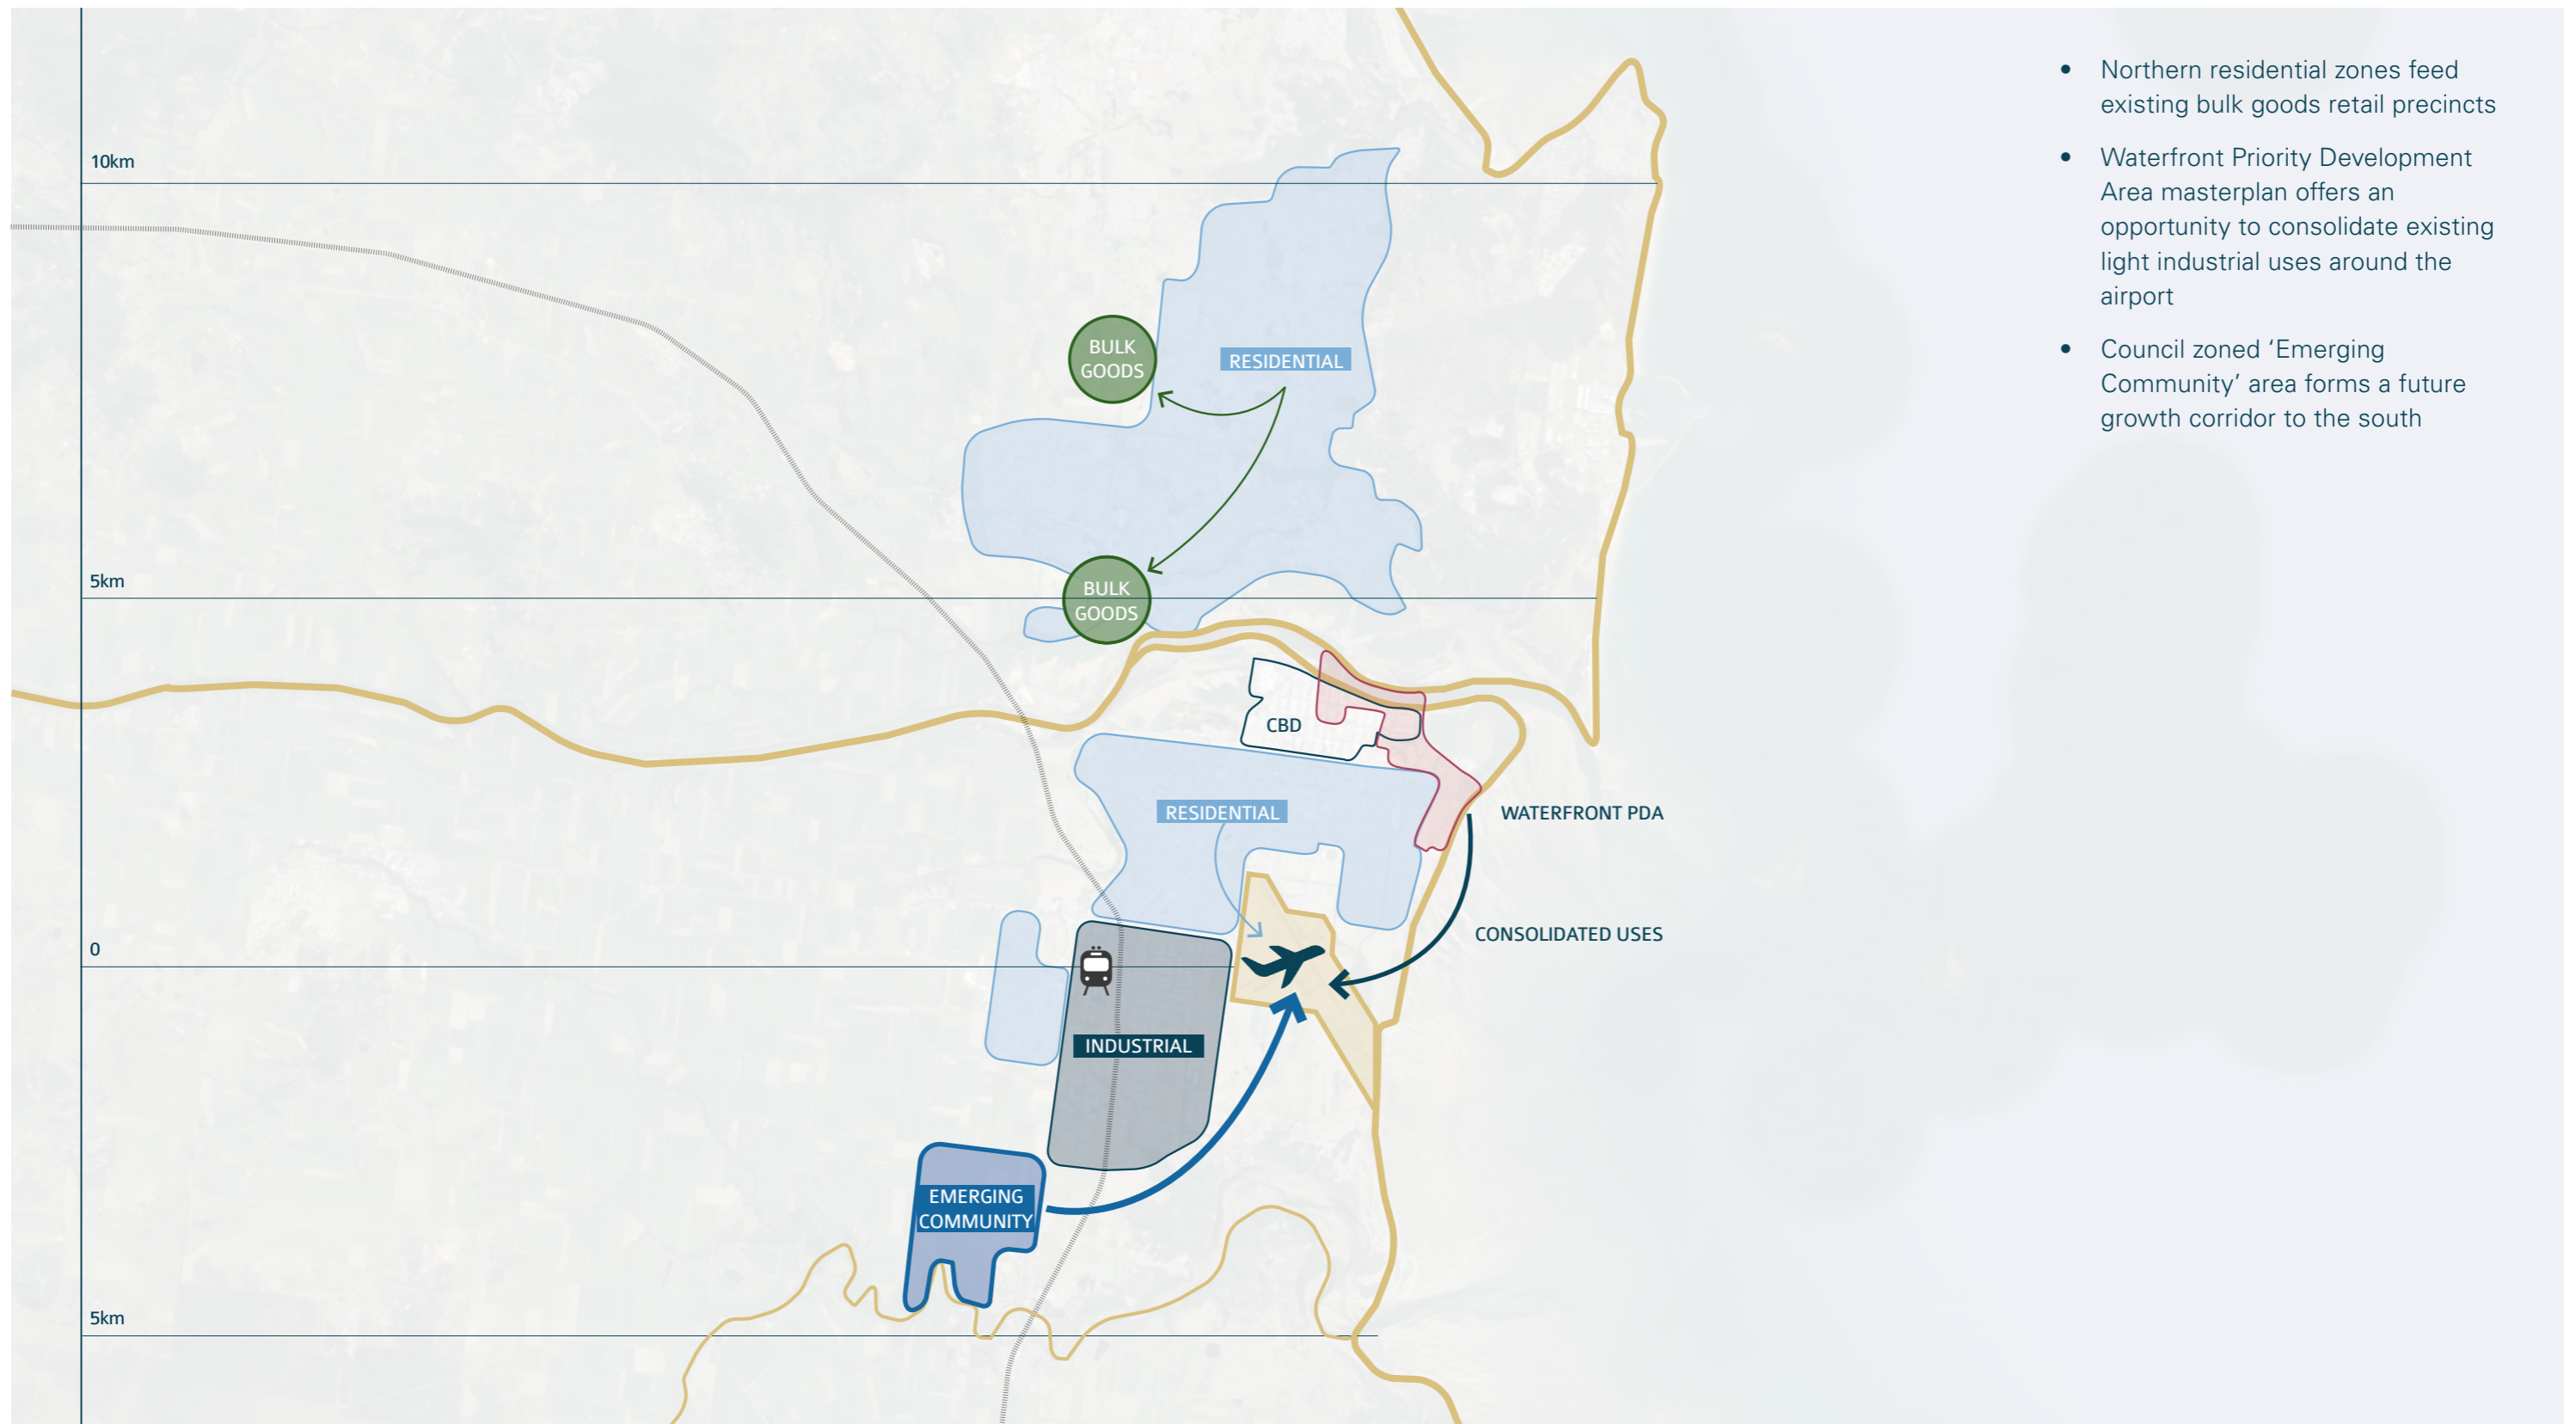 10km
BULK
GOODS
RESIDENTIAL
5km
BULK
GOODS
CBD
RESIDENTIAL
WATERFRONT PDA
0
CONSOLIDATED USES
INDUSTRIAL
EMERGING
COMMUNITY
5km
• Northern residential zones feed
existing bulk goods retail precincts
• Waterfront Priority Development
Area masterplan offers an
opportunity to consolidate existing
light industrial uses around the
airport
• Council zoned ‘Emerging
Community’ area forms a future
growth corridor to the south